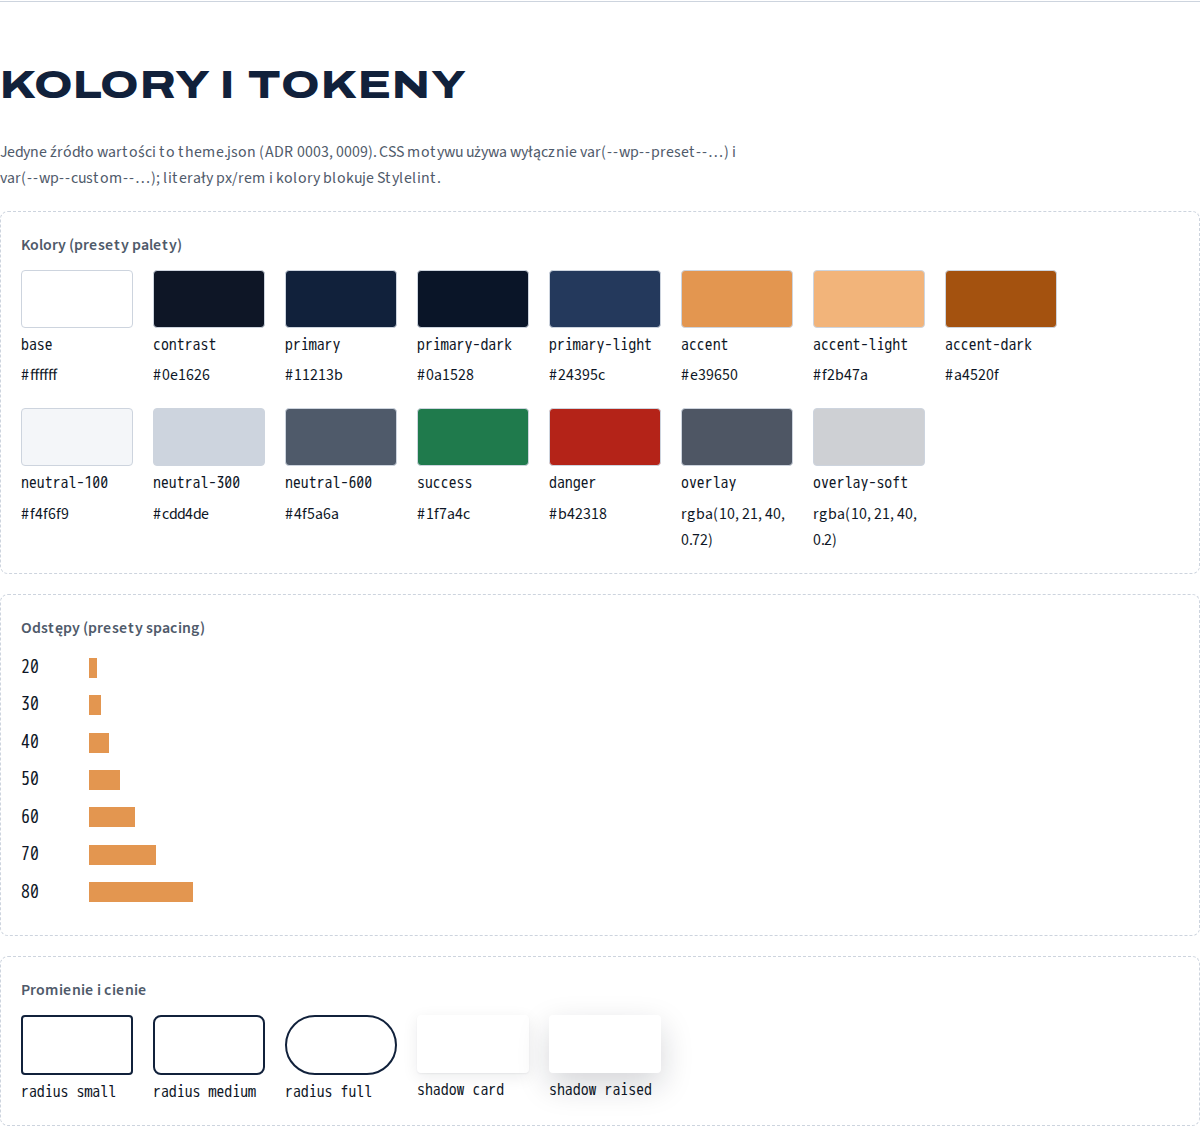 KOLORY I TOKENY
Jedyne źródło wartości to theme.json (ADR 0003, 0009). CSS motywu używa wyłącznie var(--wp--preset--…) i
var(--wp--custom--…); literały px/rem i kolory blokuje Stylelint.
Kolory (presety palety)
base contrast primary primary-dark primary-light accent accent-light accent-dark
#ffffff #0e1626 #11213b #0a1528 #24395c #e39650 #f2b47a #a4520f
neutral-100 neutral-300 neutral-600 success danger overlay overlay-soft
#f4f6f9 #cdd4de #4f5a6a #1f7a4c #b42318 rgba(10, 21, 40, rgba(10, 21, 40,
0.72) 0.2)
Odstępy (presety spacing)
20
30
40
50
60
70
80
Promienie i cienie
radius small radius medium radius full shadow card shadow raised